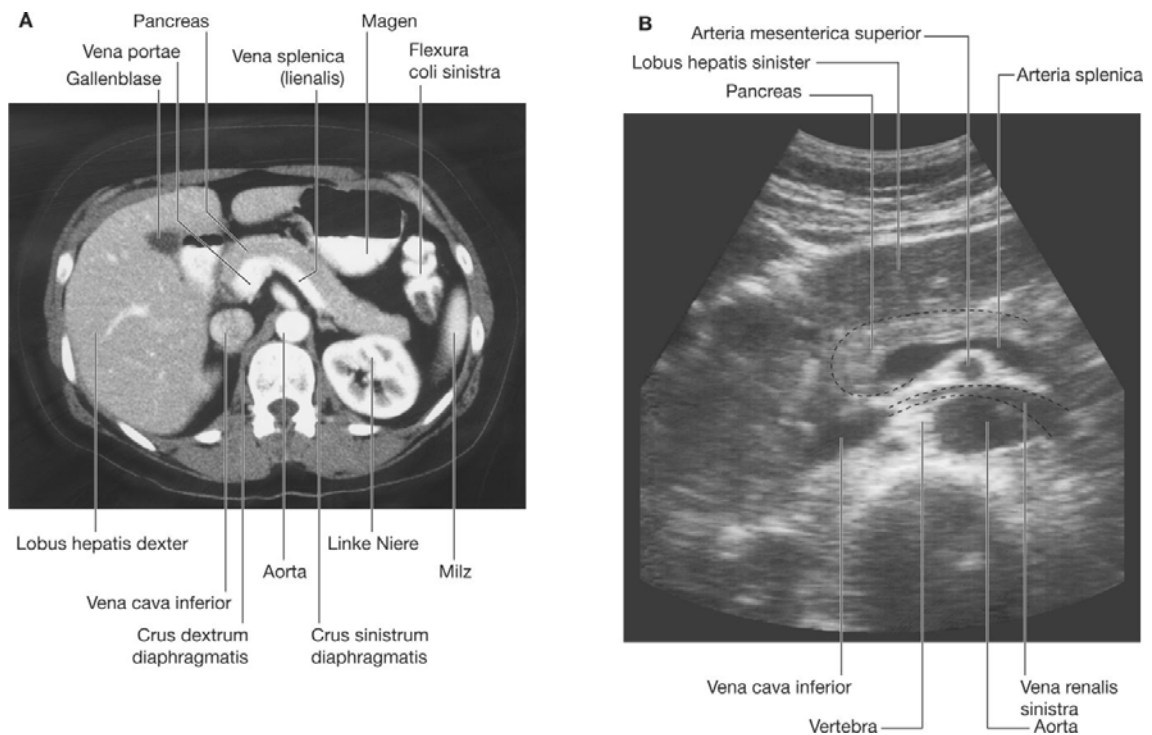 A
Pancreas
Magen
Vena portae
Vena splenica
(lienalis)
Flexura
coli sinistra
Gallenblase
Lobus hepatis dexter
Aorta
Linke Niere
Milz
Vena cava inferior
Crus dextrum
diaphragmatis
Crus sinistrum
diaphragmatis
B
Arteria mesenterica superior
Lobus hepatis sinister
Arteria splenica
Pancreas
Vena cava inferior
Vena renalis
sinistra
Vertebra
Aorta